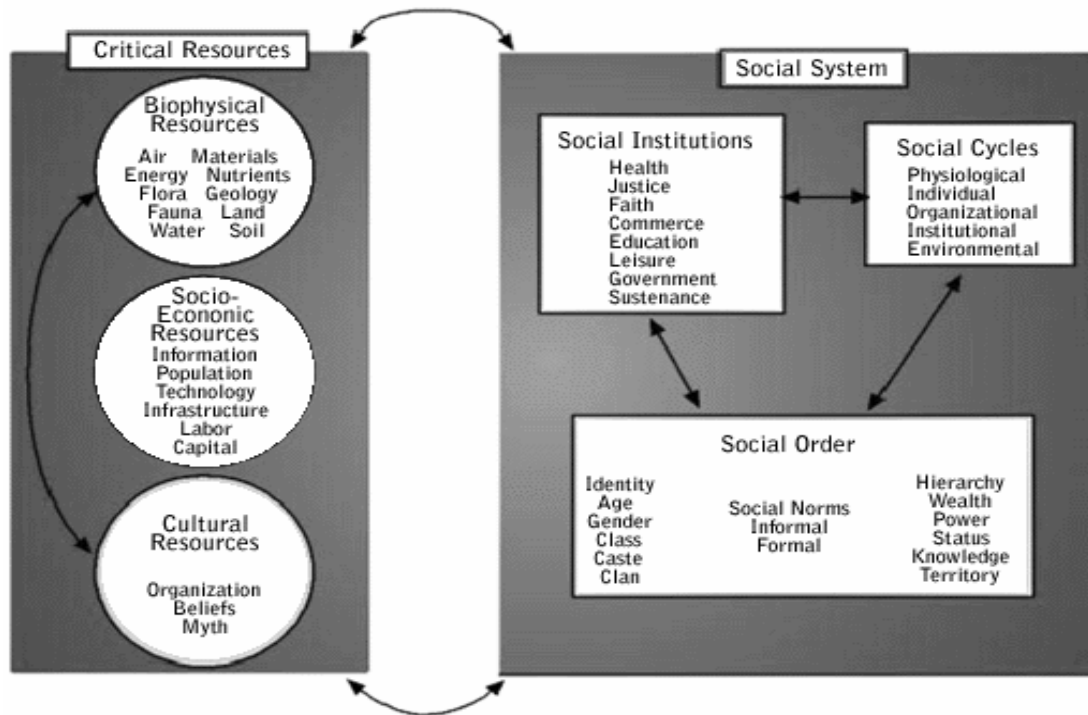 Critical Resources
Biophysical
Resources
Air Materials
Energy Nutrients
Flora Geology
Fauna Land
Water Soil
Socio-
Econonic
Resources
Information
Population
Technology
Infrastructure
Labor
Capital
Cultural
Resources
Organization
Beliefs
Myth
Social System
Social Institutions
Health
Justice
Faith
Commerce
Education
Leisure
Government
Sustenance
Social Cycles
Physiological
Individual
Organizational
Institutional
Environmental
Social Order
Identity
Age
Gender
Class
Caste
Clan
Social Norms
Informal
Formal
Hierarchy
Wealth
Power
Status
Knowledge
Territory